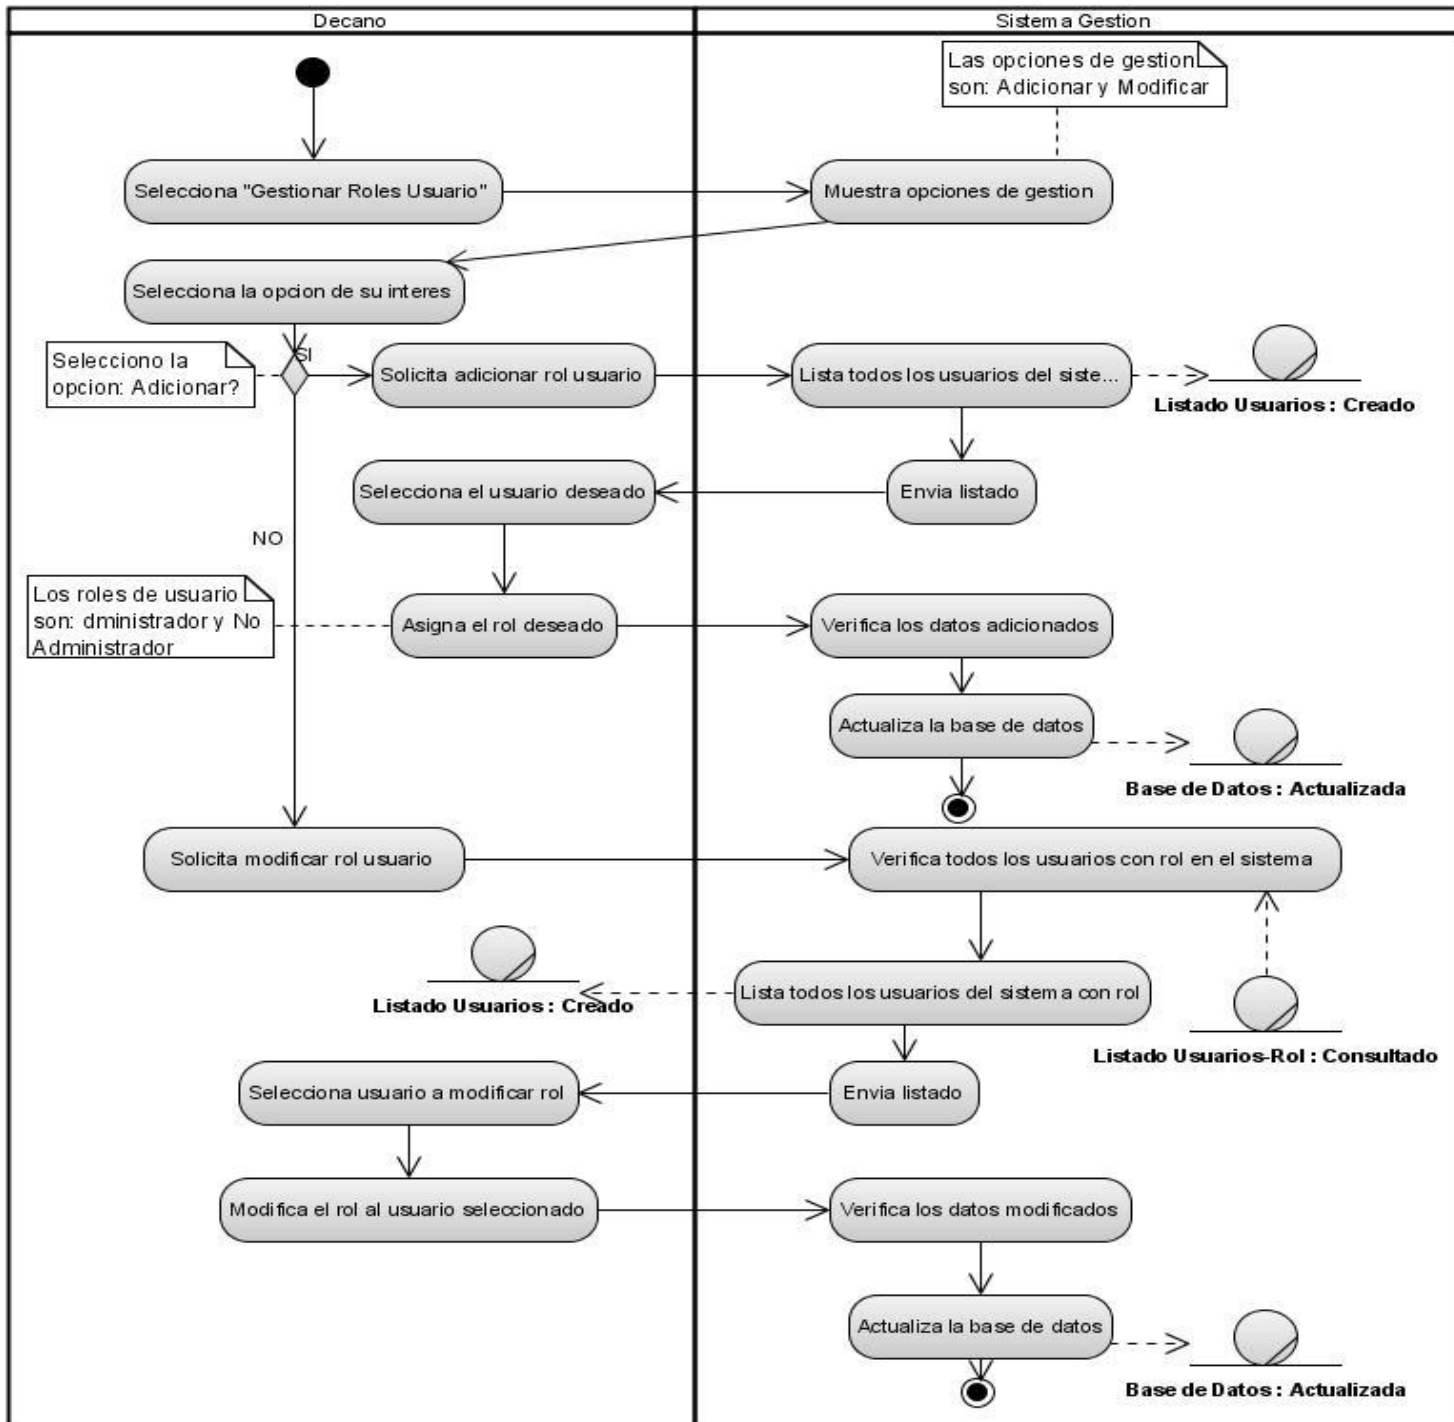 Decano
Sistema Gestion
Las opciones de gestion
son: Adicionar y Modificar
Selecciona "Gestionar Roles Usuario"
Muestra opciones de gestion
Selecciona la opcion de su interes
Selecciono la
opcion: Adicionar?
SI
Solicita adicionar rol usuario
Lista todos los usuarios del siste...
Listado Usuarios : Creado
Selecciona el usuario deseado
Envia listado
NO
Los roles de usuario
son: dministrador y No
Administrador
Asigna el rol deseado
Verifica los datos adicionados
Actualiza la base de datos
Base de Datos : Actualizada
Solicita modificar rol usuario
Verifica todos los usuarios con rol en el sistema
Listado Usuarios : Creado
Lista todos los usuarios del sistema con rol
Listado Usuarios-Rol : Consultado
Selecciona usuario a modificar rol
Envia listado
Modifica el rol al usuario seleccionado
Verifica los datos modificados
Actualiza la base de datos
Base de Datos : Actualizada